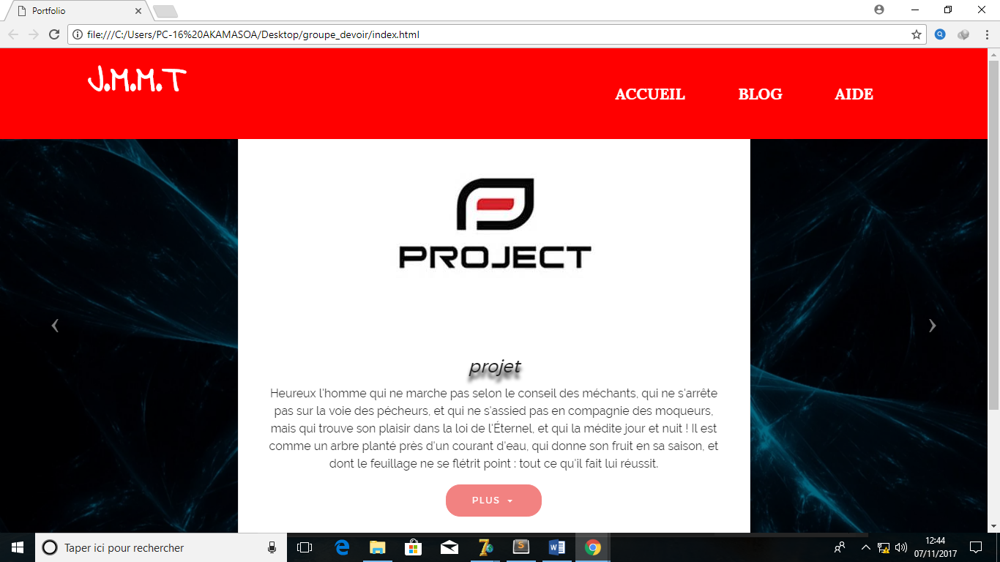 Portfolio
file:///C:/Users/PC-16%20AKAMASOA/Desktop/groupe_devoir/index.html
J.M.M.T
ACCUEIL BLOG AIDE
PROJECT
projet
Heureux l'homme qui ne marche pas selon le conseil des méchants, qui ne s'arrête
pas sur la voie des pécheurs, et qui ne s'assied pas en compagnie des moqueurs,
mais qui trouve son plaisir dans la loi de l'Éternel, et qui la médite jour et nuit ! Il est
comme un arbre planté près d'un courant d'eau, qui donne son fruit en sa saison, et
dont le feuillage ne se flétrit point : tout ce qu'il fait lui réussit.
PLUS
Taper ici pour rechercher
12:44
07/11/2017